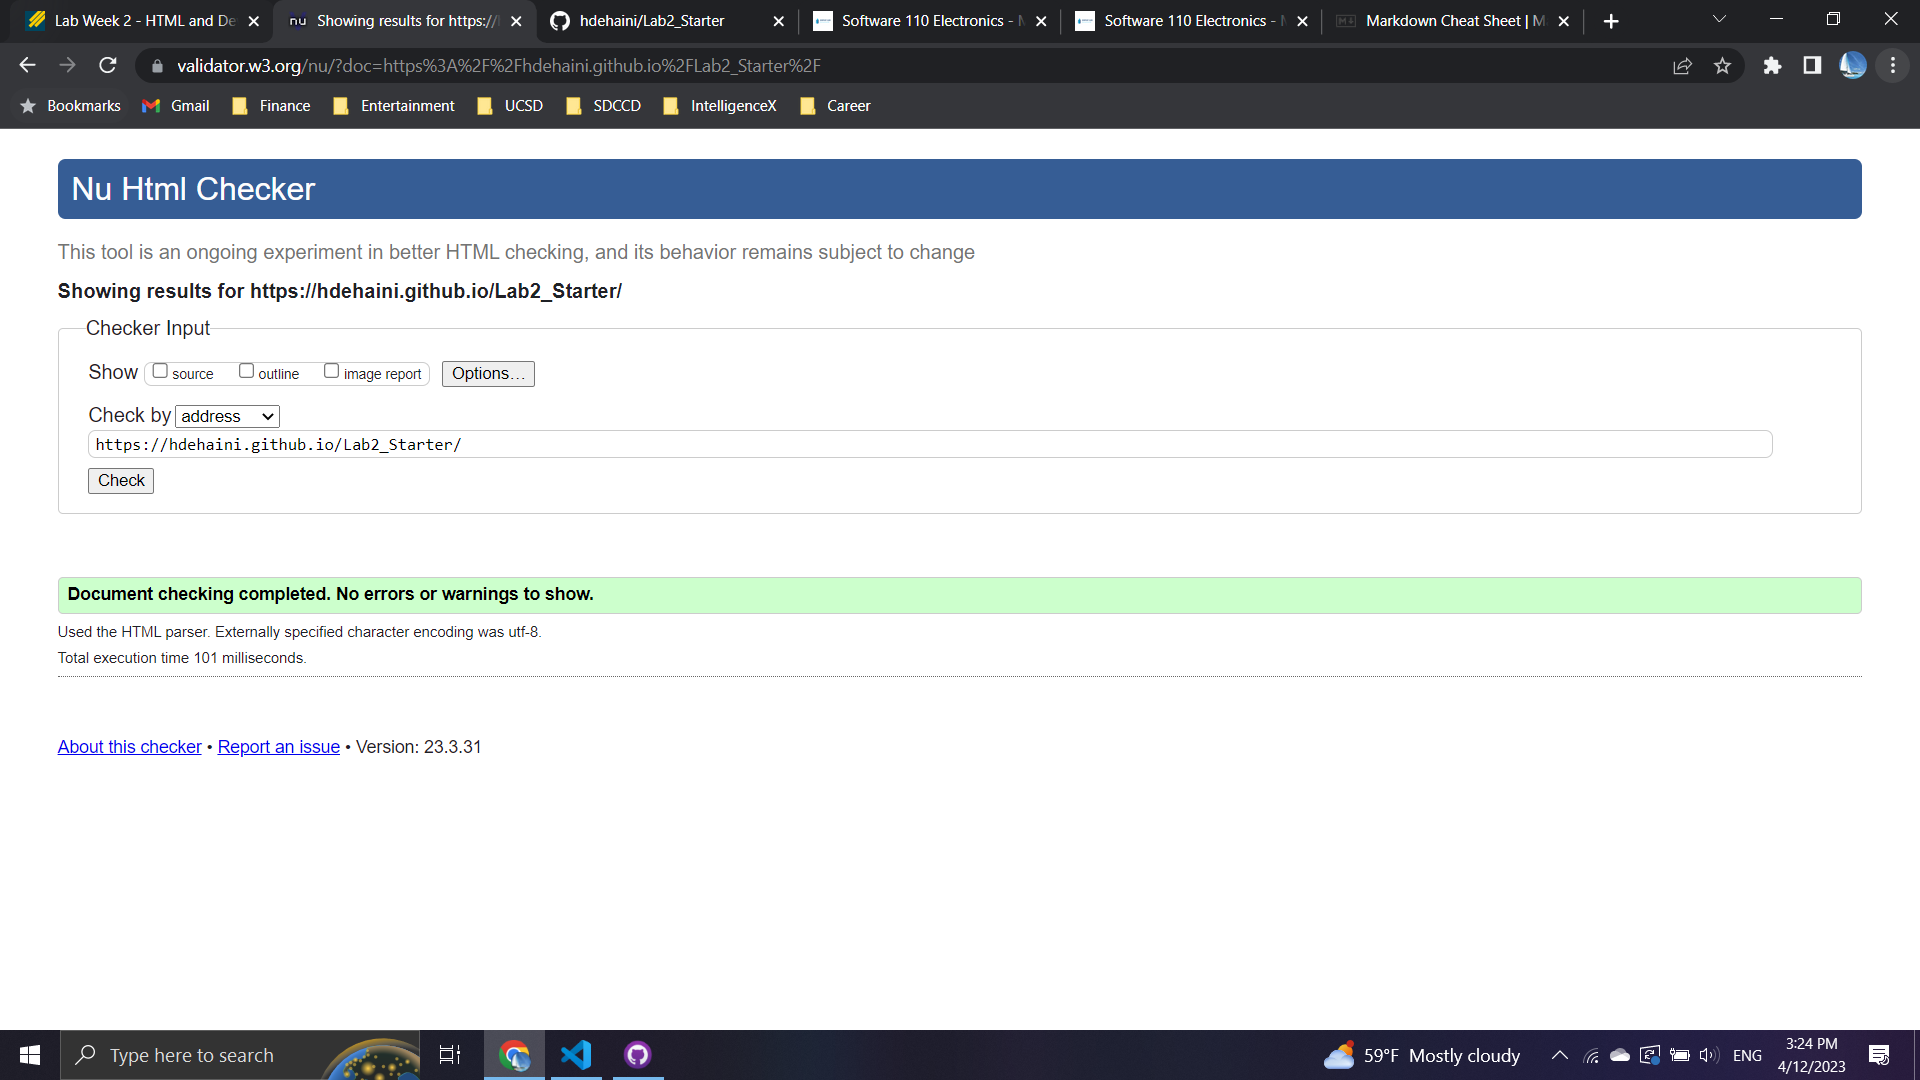 Lab Week 2 - HTML and De
nu
Showing results for https://
hdehaini/Lab2_Starter
Software 110 Electronics -
Software 110 Electronics -
Markdown Cheat Sheet | M
validator.w3.org/nu/?doc=https%3A%2F%2Fhdehaini.github.io%2FLab2_Starter%2F
Bookmarks
Gmail
Finance
Entertainment
UCSD
SDCCD
IntelligenceX
Career
Nu Html Checker
This tool is an ongoing experiment in better HTML checking, and its behavior remains subject to change
Showing results for https://hdehaini.github.io/Lab2_Starter/
Checker Input
Show source outline image report Options...
Check by address
https://hdehaini.github.io/Lab2_Starter/
Check
Document checking completed. No errors or warnings to show.
Used the HTML parser. Externally specified character encoding was utf-8.
Total execution time 101 milliseconds.
About this checker • Report an issue • Version: 23.3.31
Type here to search
59°F Mostly cloudy
ENG
3:24 PM
4/12/2023